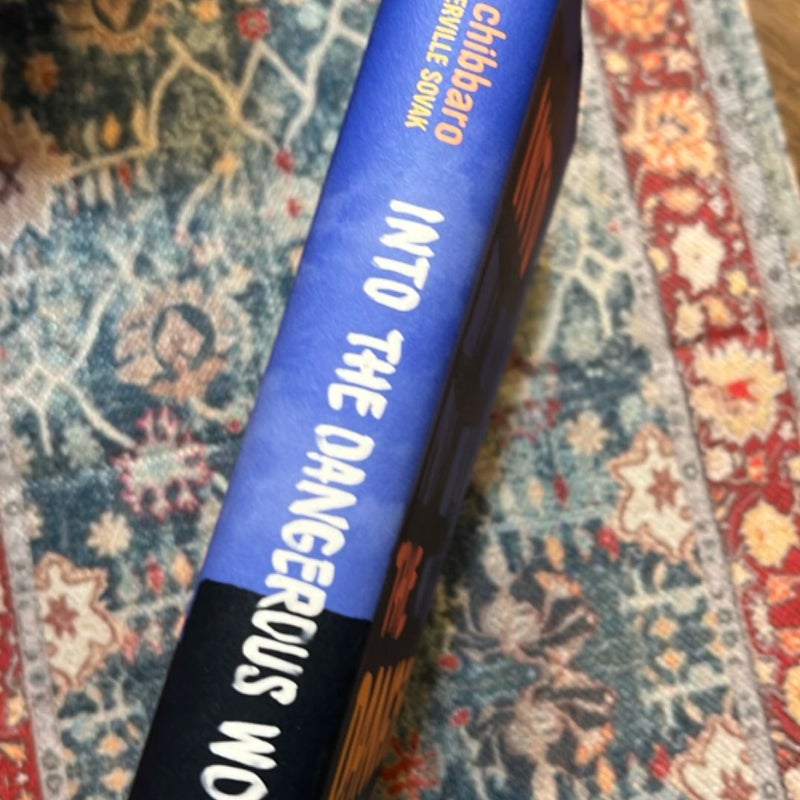 chibbaro
ERVILLE SOVAK
INTO THE DANGEROUS WO